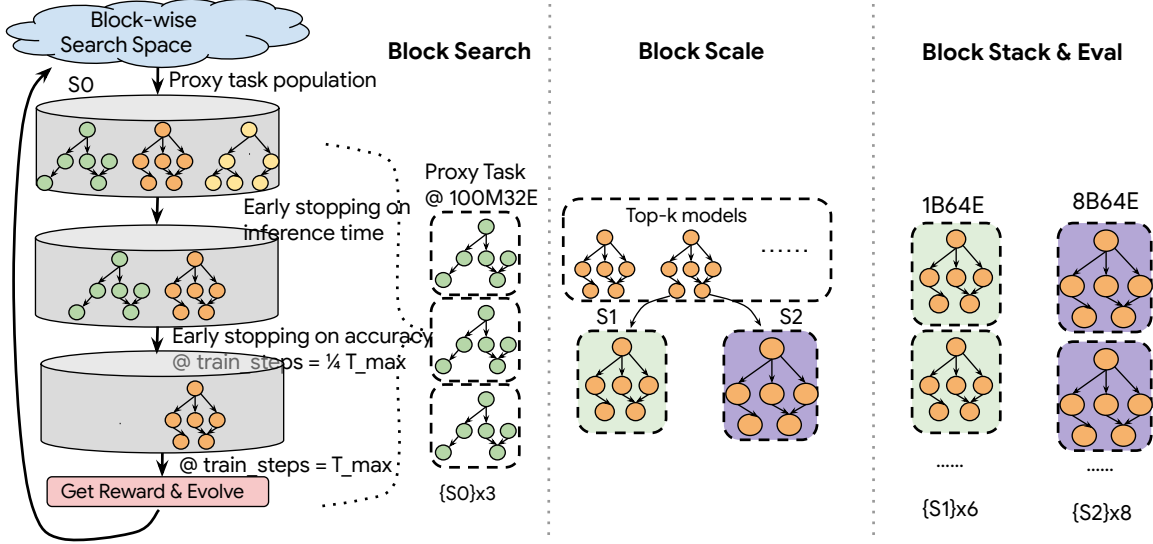 Block-wise
Search Space
S0
Proxy task population
Early stopping on
inference time
Early stopping on accuracy
@ train_steps = ¼ T_max
@ train_steps = T_max
Get Reward & Evolve
Block Search
Proxy Task
@ 100M32E
{S0}x3
Block Scale
Top-k models
......
S1
S2
Block Stack & Eval
1B64E
8B64E
......
......
{S1}x6
{S2}x8